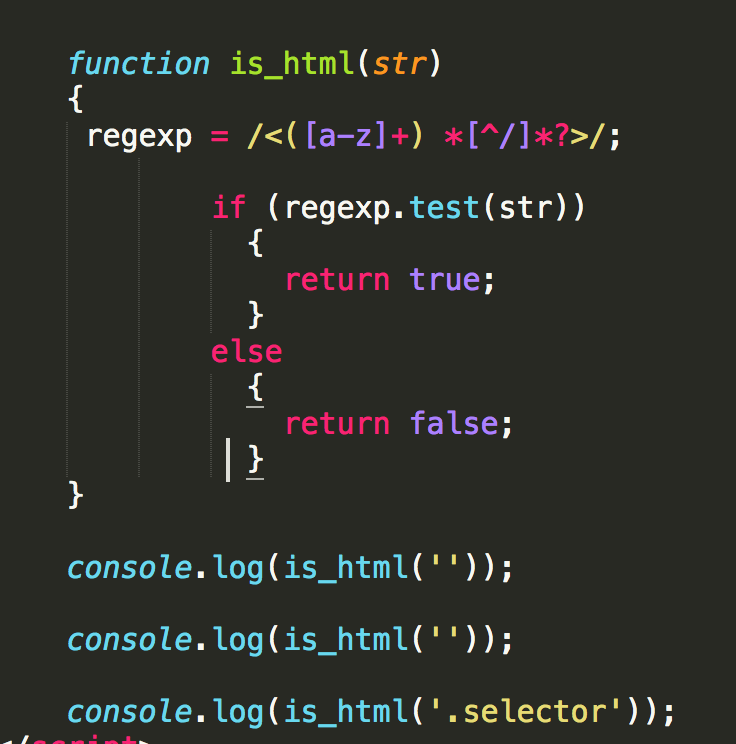 function is_html(str)
{
regexp = /<([a-z]+) *[^/]*?>/;
if (regexp.test(str))
{
return true;
}
else
{
return false;
}
}
console.log(is_html(''));
console.log(is_html(''));
console.log(is_html('.selector'));
</script>